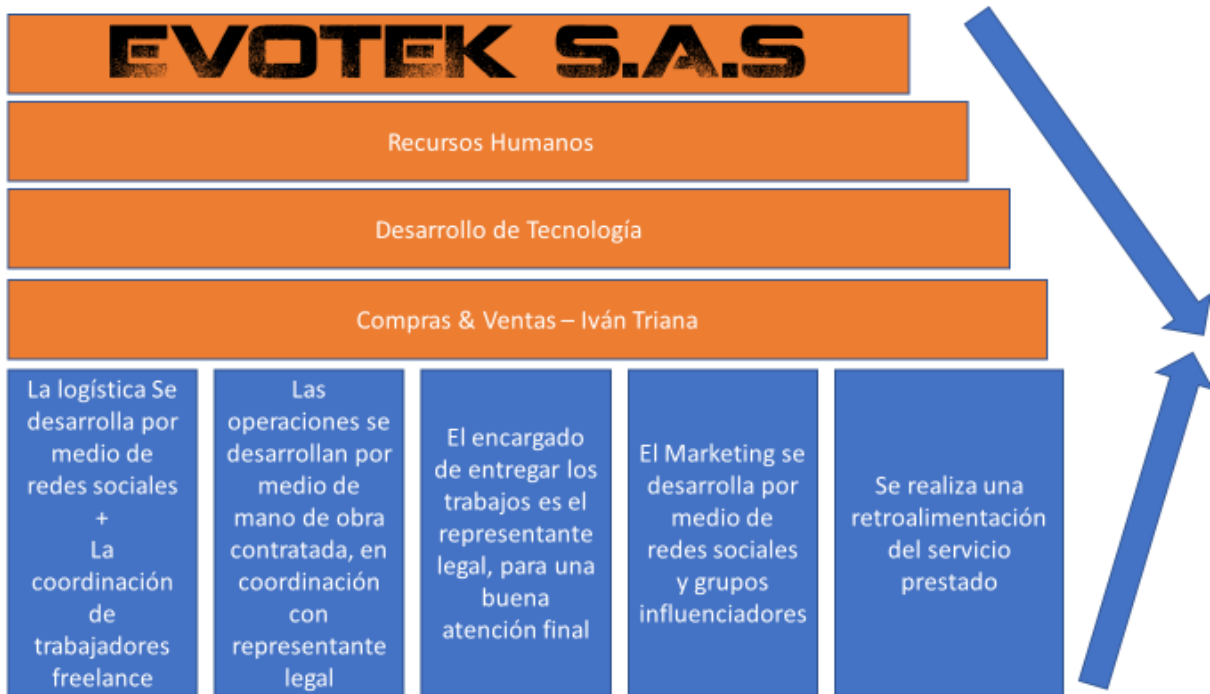 EVOTEK S.A.S
Recursos Humanos
Desarrollo de Tecnología
Compras & Ventas – Iván Triana
La logística Se
desarrolla por
medio de
redes sociales
+
La
coordinación
de
trabajadores
freelance
Las
operaciones se
desarrollan por
medio de
mano de obra
contratada, en
coordinación
con
representante
legal
El encargado
de entregar los
trabajos es el
representante
legal, para una
buena
atención final
El Marketing se
desarrolla por
medio de
redes sociales
y grupos
influenciadores
Se realiza una
retroalimentación
del servicio
prestado